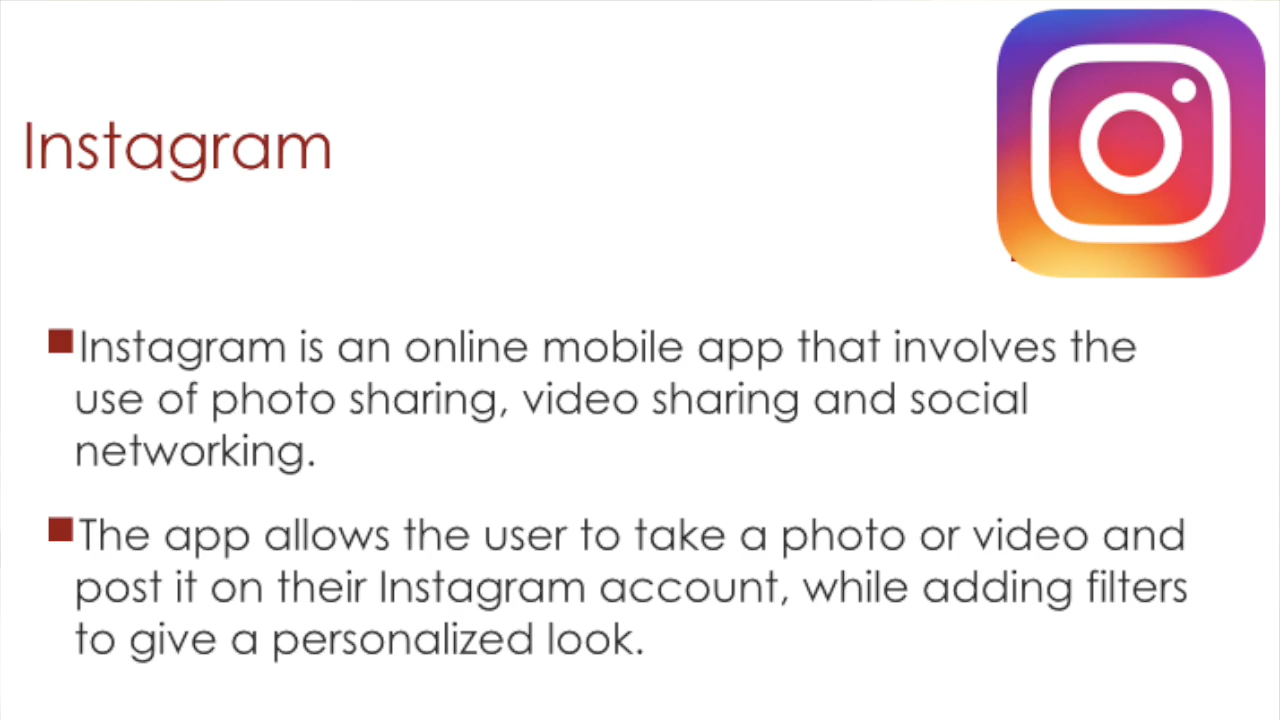 Instagram
Instagram is an online mobile app that involves the
use of photo sharing, video sharing and social
networking.
The app allows the user to take a photo or video and
post it on their Instagram account, while adding filters
to give a personalized look.